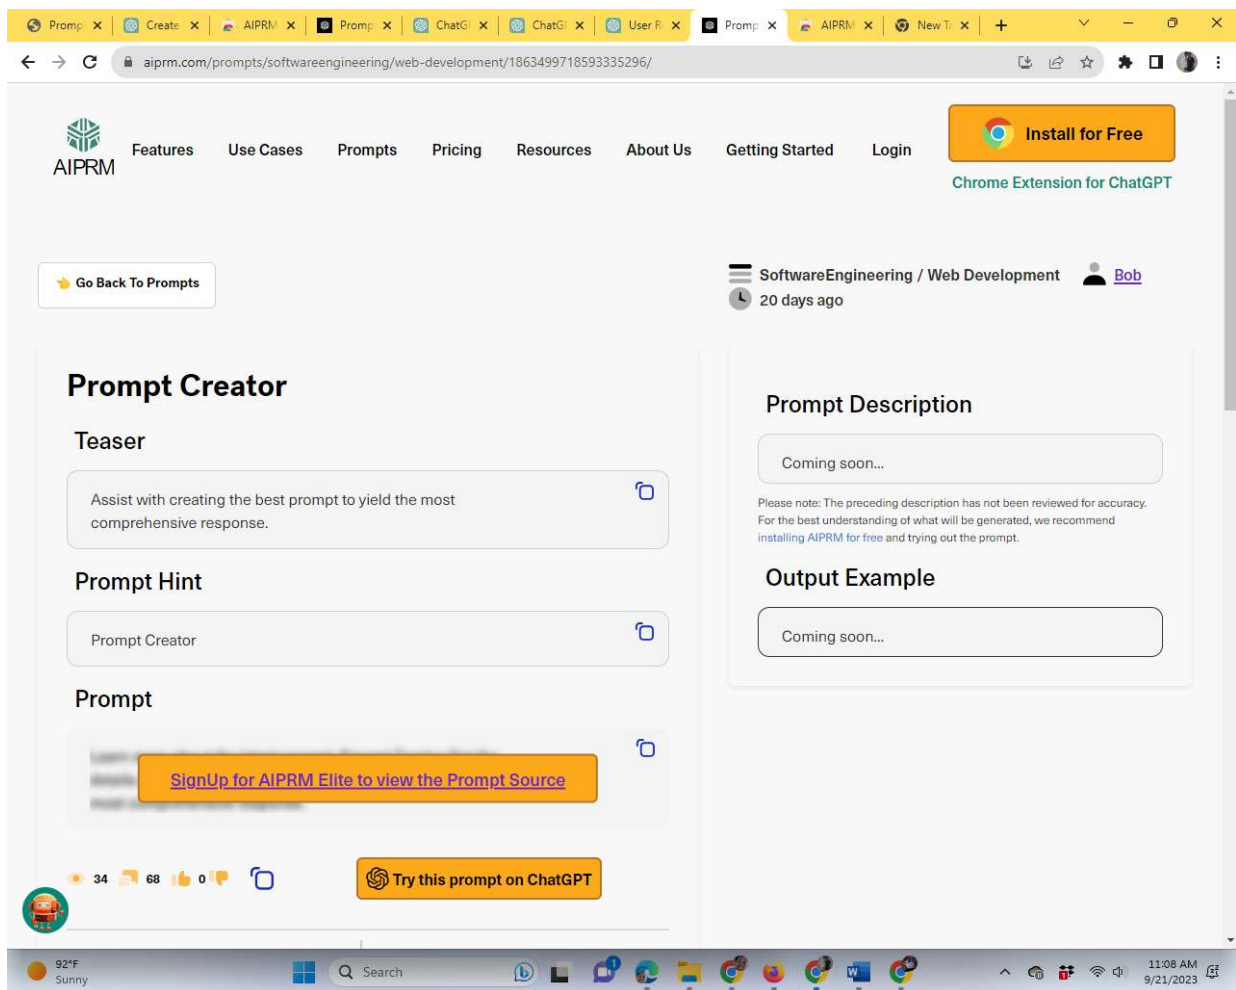 Promp
Create
AIPRM
Promp
ChatG
ChatG
User R
Promp
AIPRM
New T
aiprm.com/prompts/softwareengineering/web-development/1863499718593335296/
AIPRM
Features
Use Cases
Prompts
Pricing
Resources
About Us
Getting Started
Login
Install for Free
Chrome Extension for ChatGPT
Go Back To Prompts
SoftwareEngineering / Web Development
Bob
20 days ago
Prompt Creator
Teaser
Assist with creating the best prompt to yield the most
comprehensive response.
Prompt Hint
Prompt Creator
Prompt
SignUp for AIPRM Elite to view the Prompt Source
34
68
0
Try this prompt on ChatGPT
Prompt Description
Coming soon...
Please note: The preceding description has not been reviewed for accuracy.
For the best understanding of what will be generated, we recommend
installing AIPRM for free and trying out the prompt.
Output Example
Coming soon...
92°F
Sunny
Search
1
11:08 AM
9/21/2023